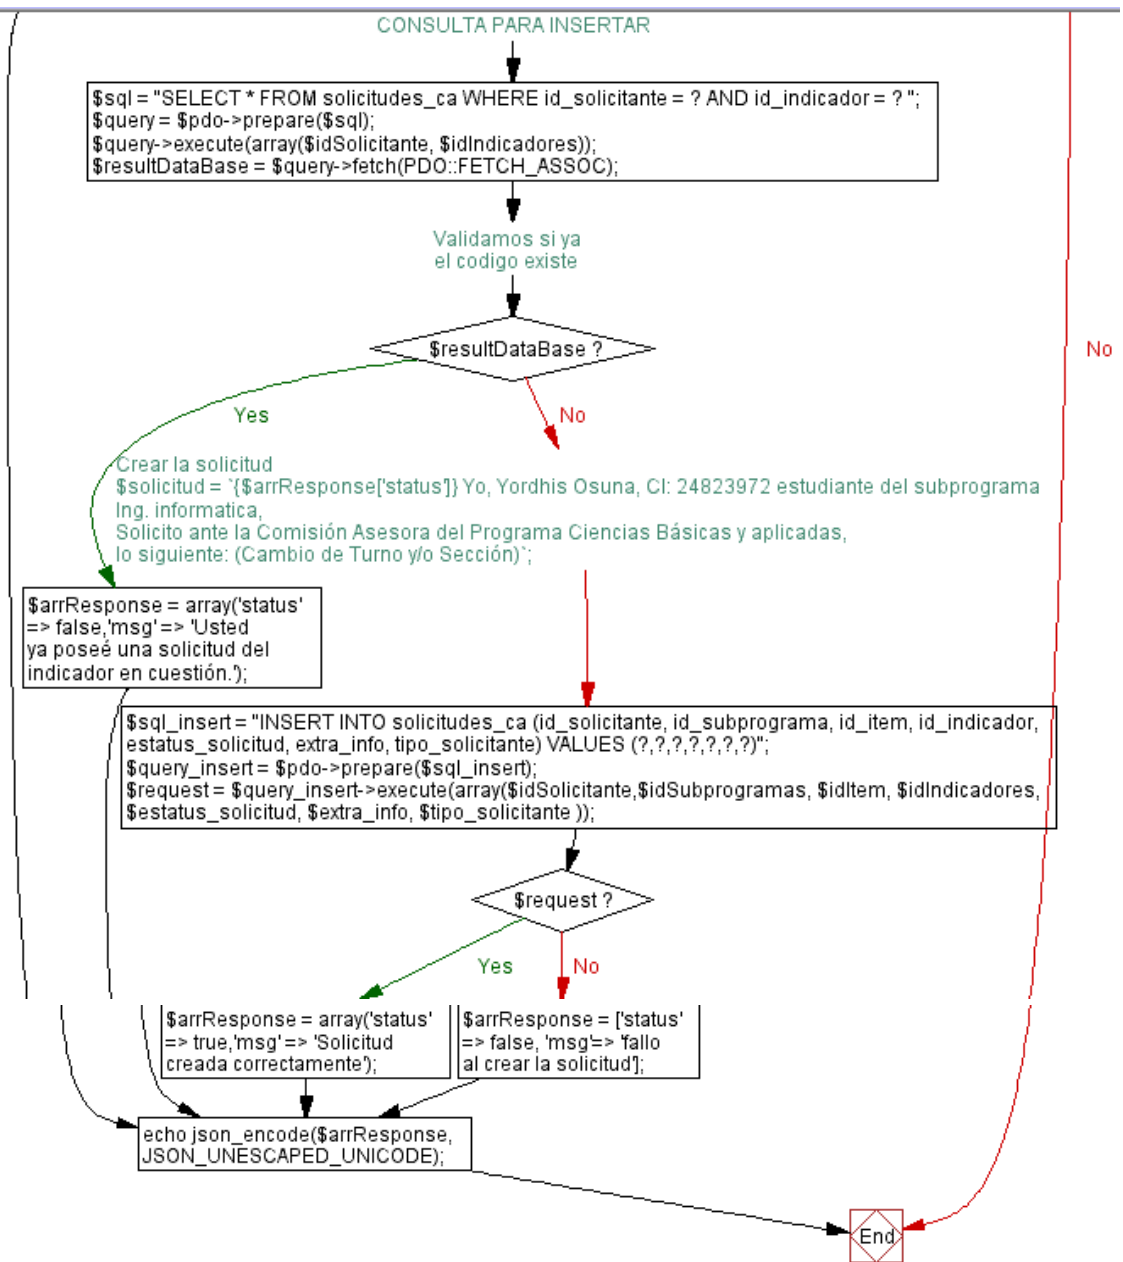 CONSULTA PARA INSERTAR
$sql = "SELECT * FROM solicitudes_ca WHERE id_solicitante = ? AND id_indicador = ? ";
$query = $pdo->prepare($sql);
$query->execute(array($idSolicitante, $idIndicadores));
$resultDataBase = $query->fetch(PDO::FETCH_ASSOC);
Validamos si ya
el codigo existe
$resultDataBase ?
No
Yes
No
Crear la solicitud
$solicitud = `{$arrResponse['status']} Yo, Yordhis Osuna, CI: 24823972 estudiante del subprograma
Ing. informatica,
Solicito ante la Comisión Asesora del Programa Ciencias Básicas y aplicadas,
lo siguiente: (Cambio de Turno y/o Sección)`;
$arrResponse = array('status'
=> false,'msg' => 'Usted
ya poseé una solicitud del
indicador en cuestión.');
$sql_insert = "INSERT INTO solicitudes_ca (id_solicitante, id_subprograma, id_item, id_indicador,
estatus_solicitud, extra_info, tipo_solicitante) VALUES (?,?,?,?,?,?,?)";
$query_insert = $pdo->prepare($sql_insert);
$request = $query_insert->execute(array($idSolicitante,$idSubprogramas, $idItem, $idIndicadores,
$estatus_solicitud, $extra_info, $tipo_solicitante ));
$request ?
Yes
No
$arrResponse = array('status'
=> true,'msg' => 'Solicitud
creada correctamente');
$arrResponse = ['status'
=> false, 'msg'=> 'fallo
al crear la solicitud'];
echo json_encode($arrResponse,
JSON_UNESCAPED_UNICODE);
End